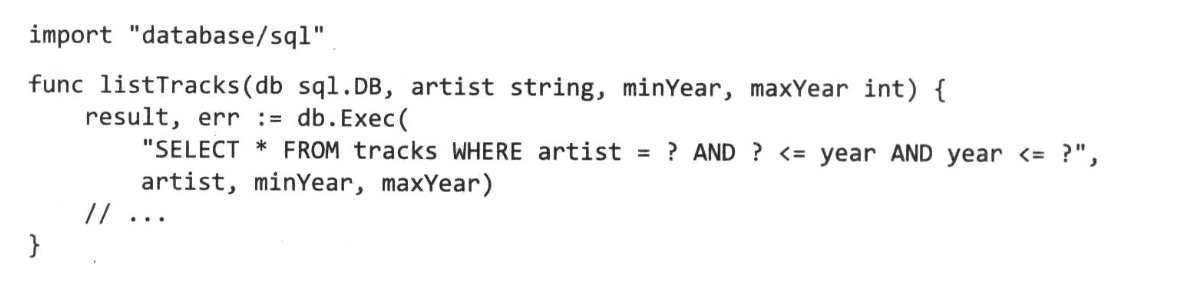 import "database/sql"
func listTracks(db sql.DB, artist string, minYear, maxYear int) {
    result, err := db.Exec(
        "SELECT * FROM tracks WHERE artist = ? AND ? <= year AND year <= ?",
        artist, minYear, maxYear)
    // ...
}